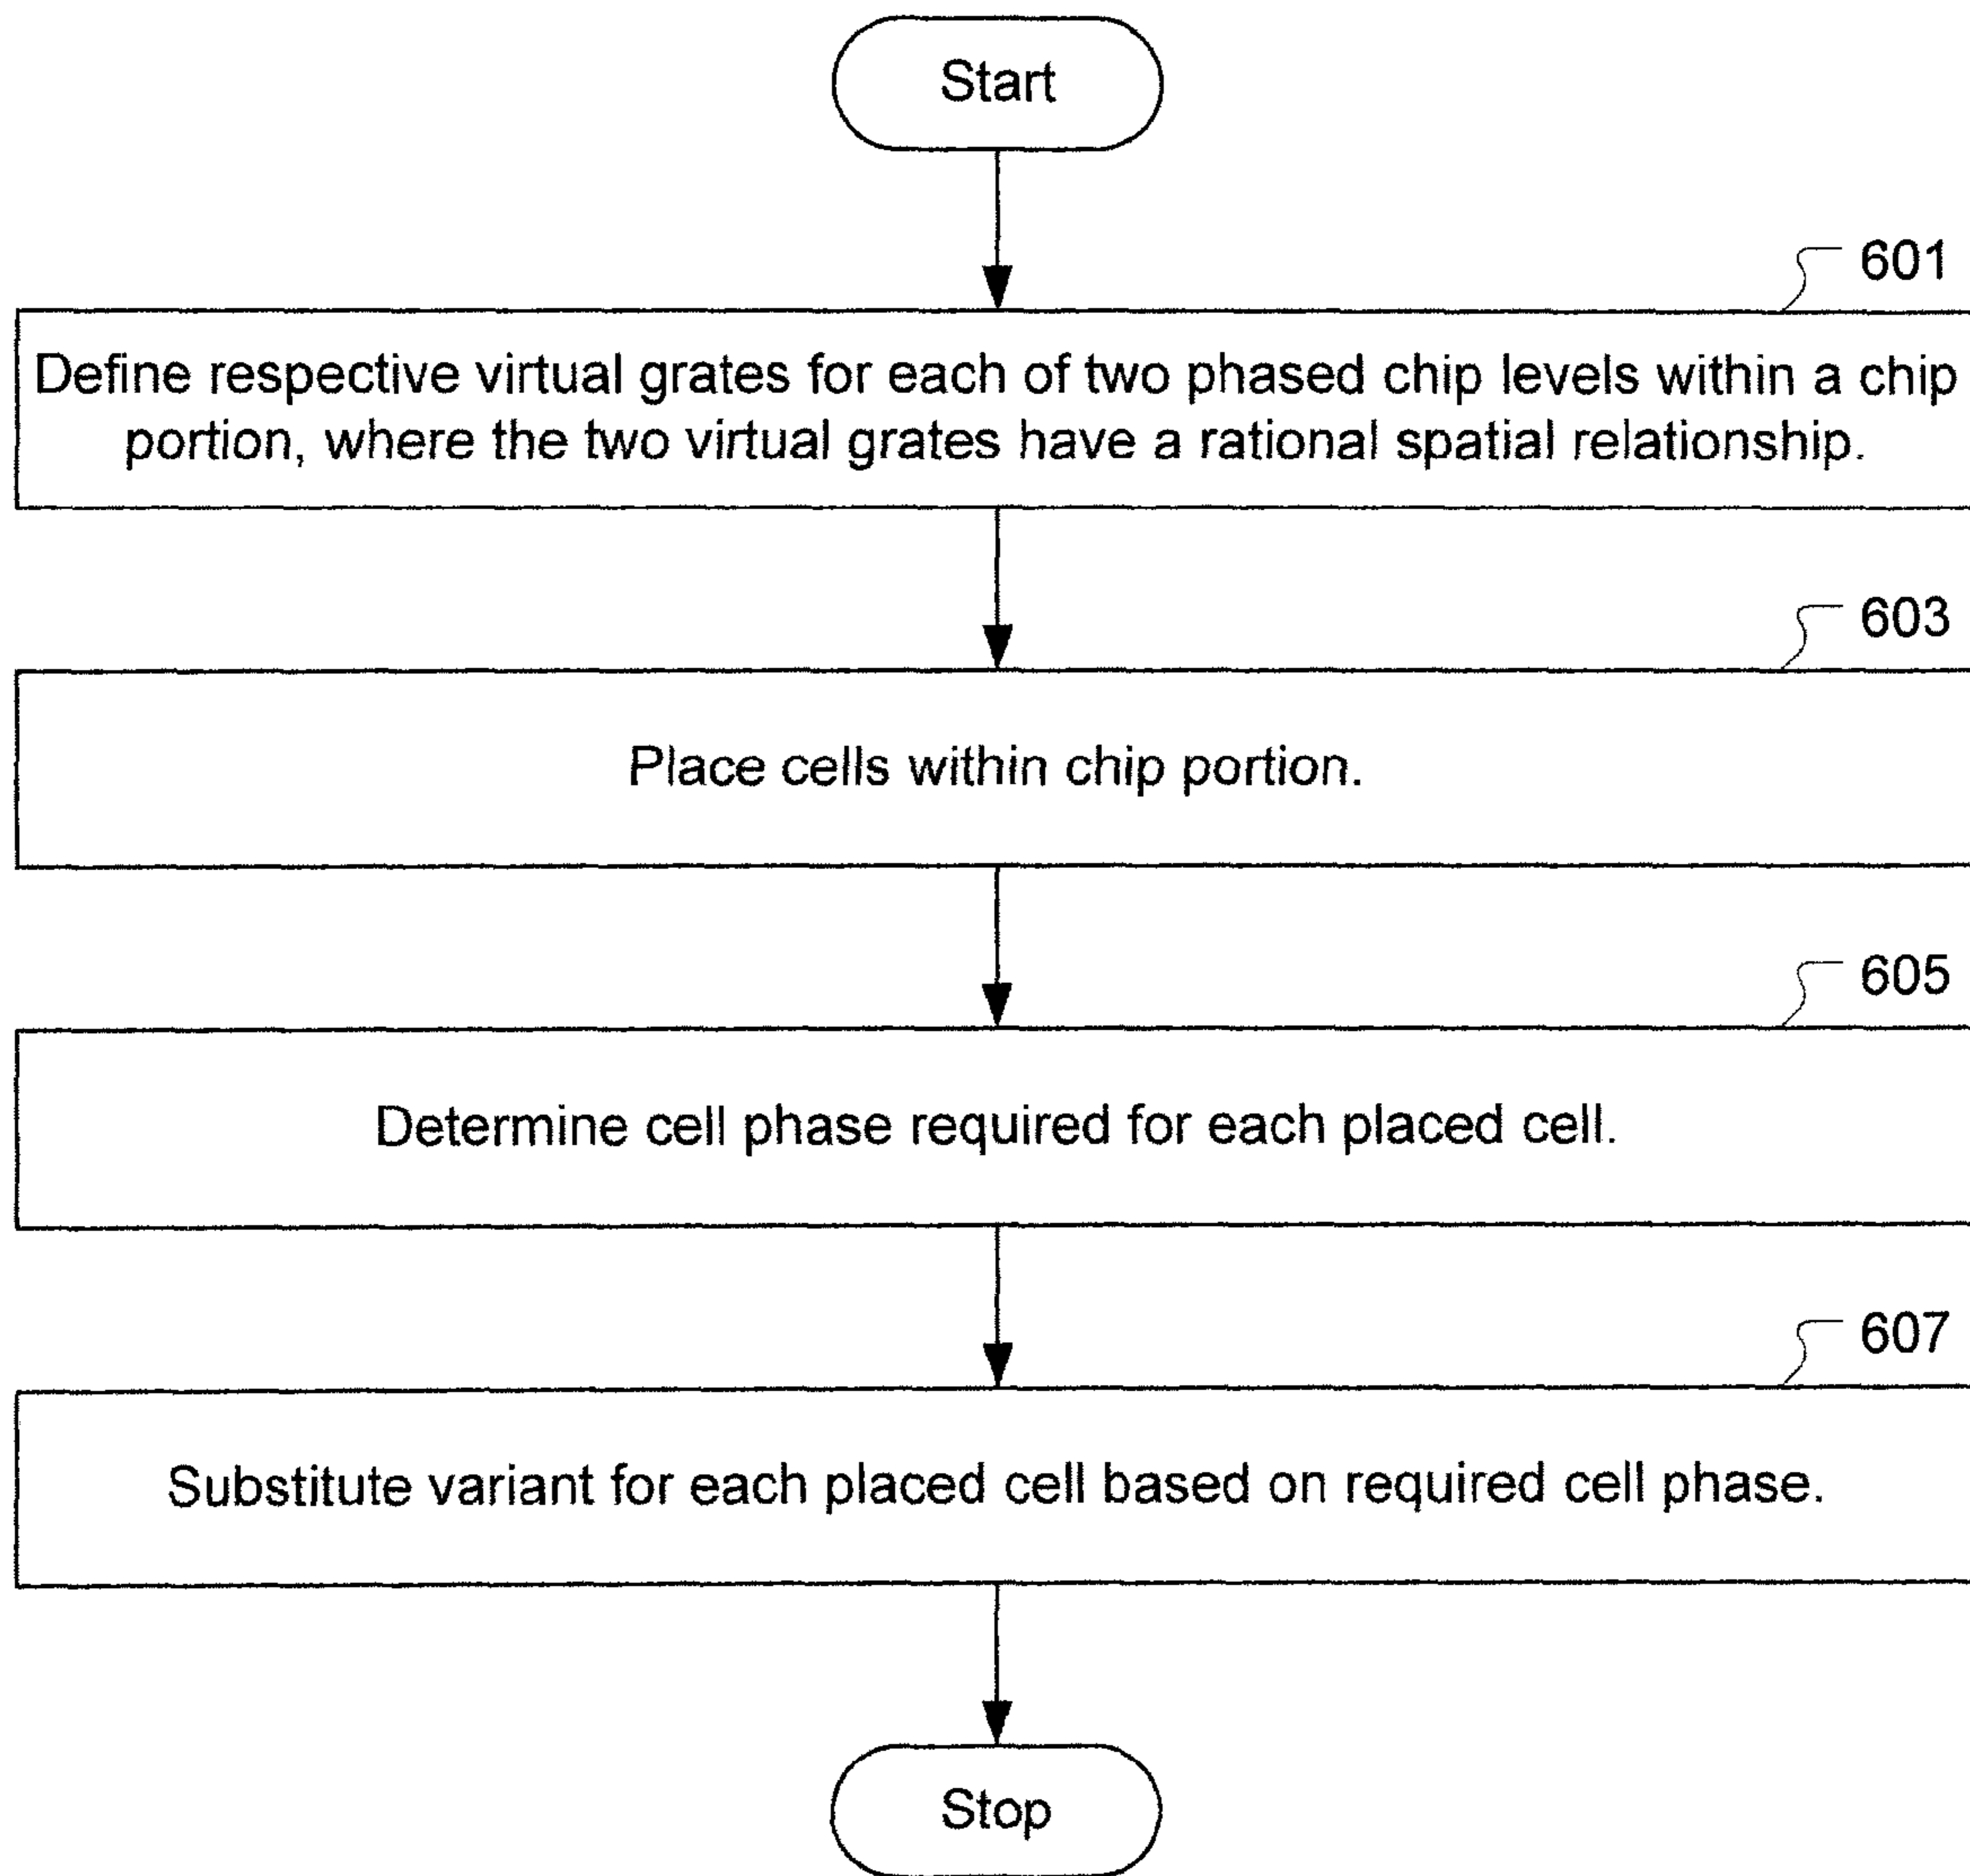 Start
601
Define respective virtual grates for each of two phased chip levels within a chip
portion, where the two virtual grates have a rational spatial relationship.
603
Place cells within chip portion.
605
Determine cell phase required for each placed cell.
607
Substitute variant for each placed cell based on required cell phase.
Stop